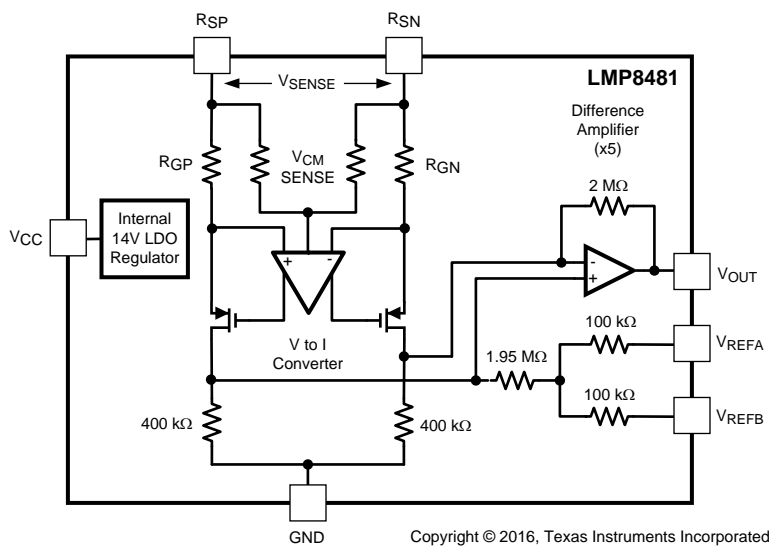 RSP
RSN
VSENSE
LMP8481
Difference
Amplifier
(x5)
RGP
VCM
SENSE
RGN
2 MΩ
VCC
Internal
14V LDO
Regulator
+
-
-
+
VOUT
V to I
Converter
100 kΩ
VREFA
1.95 MΩ
100 kΩ
VREFB
400 kΩ
400 kΩ
GND
Copyright © 2016, Texas Instruments Incorporated